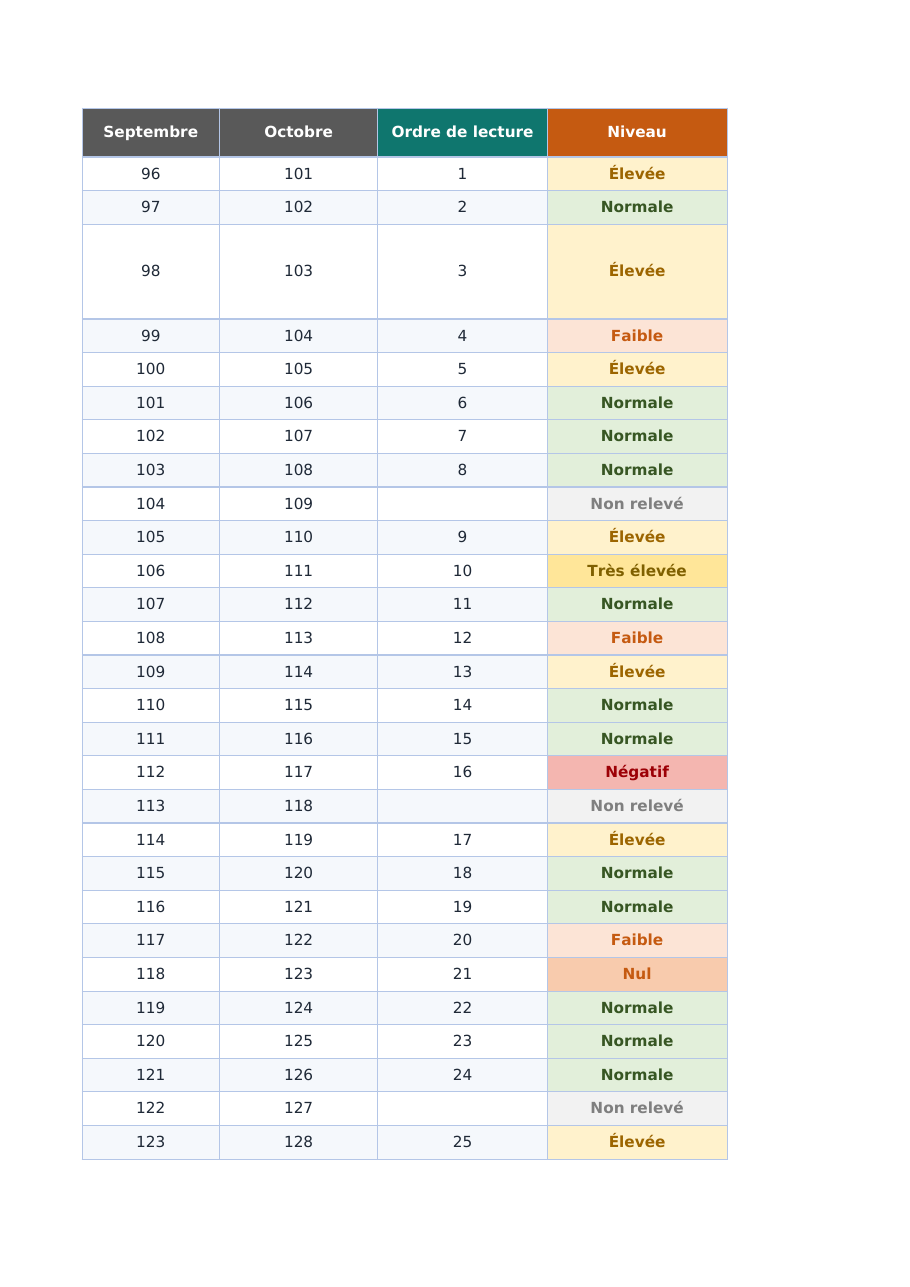 Septembre Octobre Ordre de lecture Niveau
96 101 1 Élevée
97 102 2 Normale
98 103 3 Élevée
99 104 4 Faible
100 105 5 Élevée
101 106 6 Normale
102 107 7 Normale
103 108 8 Normale
104 109 Non relevé
105 110 9 Élevée
106 111 10 Très élevée
107 112 11 Normale
108 113 12 Faible
109 114 13 Élevée
110 115 14 Normale
111 116 15 Normale
112 117 16 Négatif
113 118 Non relevé
114 119 17 Élevée
115 120 18 Normale
116 121 19 Normale
117 122 20 Faible
118 123 21 Nul
119 124 22 Normale
120 125 23 Normale
121 126 24 Normale
122 127 Non relevé
123 128 25 Élevée